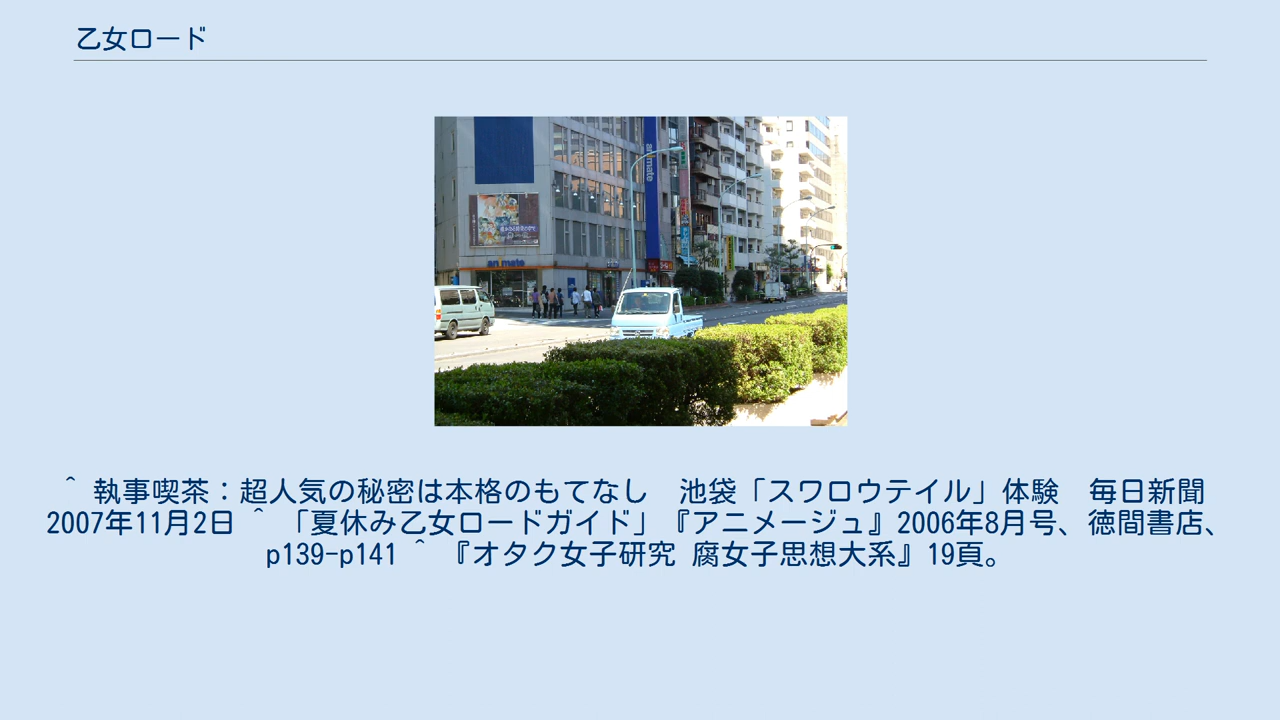 乙女ロード
animate
animate
＾ 執事喫茶：超人気の秘密は本格のもてなし　池袋「スワロウテイル」体験　毎日新聞
2007年11月2日 ＾ 「夏休み乙女ロードガイド」『アニメージュ』2006年8月号、徳間書店、
p139-p141 ＾ 『オタク女子研究 腐女子思想大系』19頁。